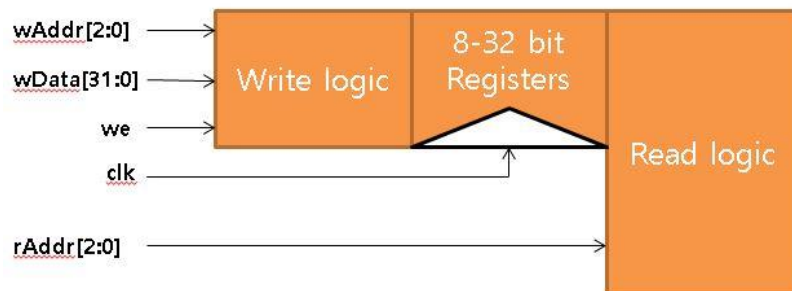 wAddr[2:0]
wData[31:0]
we
clk
rAddr[2:0]
Write logic
8-32 bit
Registers
Read logic